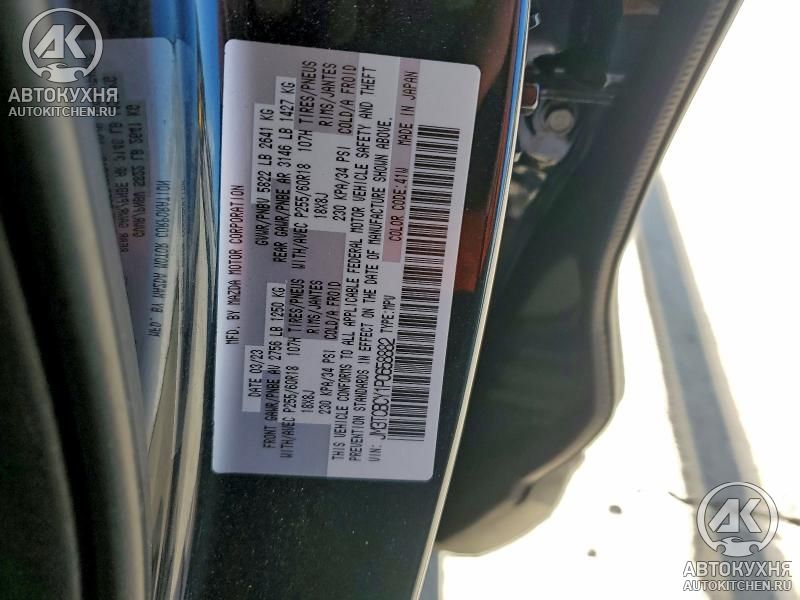 MFD. BY MAZDA MOTOR CORPORATION
DATE 03/23
GVWR/PNBV 5822 LB 2641 KG
FRONT GAWR/PNBE AV 2756 LB 1250 KG
REAR GAWR/PNBE AR 3146 LB 1427 KG
WITH/AVEC P255/60R18 107H TIRES/PNEUS
WITH/AVEC P255/60R18 107H TIRES/PNEUS
18X8J RIMS/JANTES
18X8J RIMS/JANTES
230 KPA/34 PSI COLD/A FROID
230 KPA/34 PSI COLD/A FROID
THIS VEHICLE CONFORMS TO ALL APPLICABLE FEDERAL MOTOR VEHICLE SAFETY AND THEFT
PREVENTION STANDARDS IN EFFECT ON THE DATE OF MANUFACTURE SHOWN ABOVE.
VIN: TYPE:MPV
COLOR CODE:41W MADE IN JAPAN
АК
АВТОКУХНЯ
AUTOKITCHEN.RU
АК
АВТОКУХНЯ
AUTOKITCHEN.RU